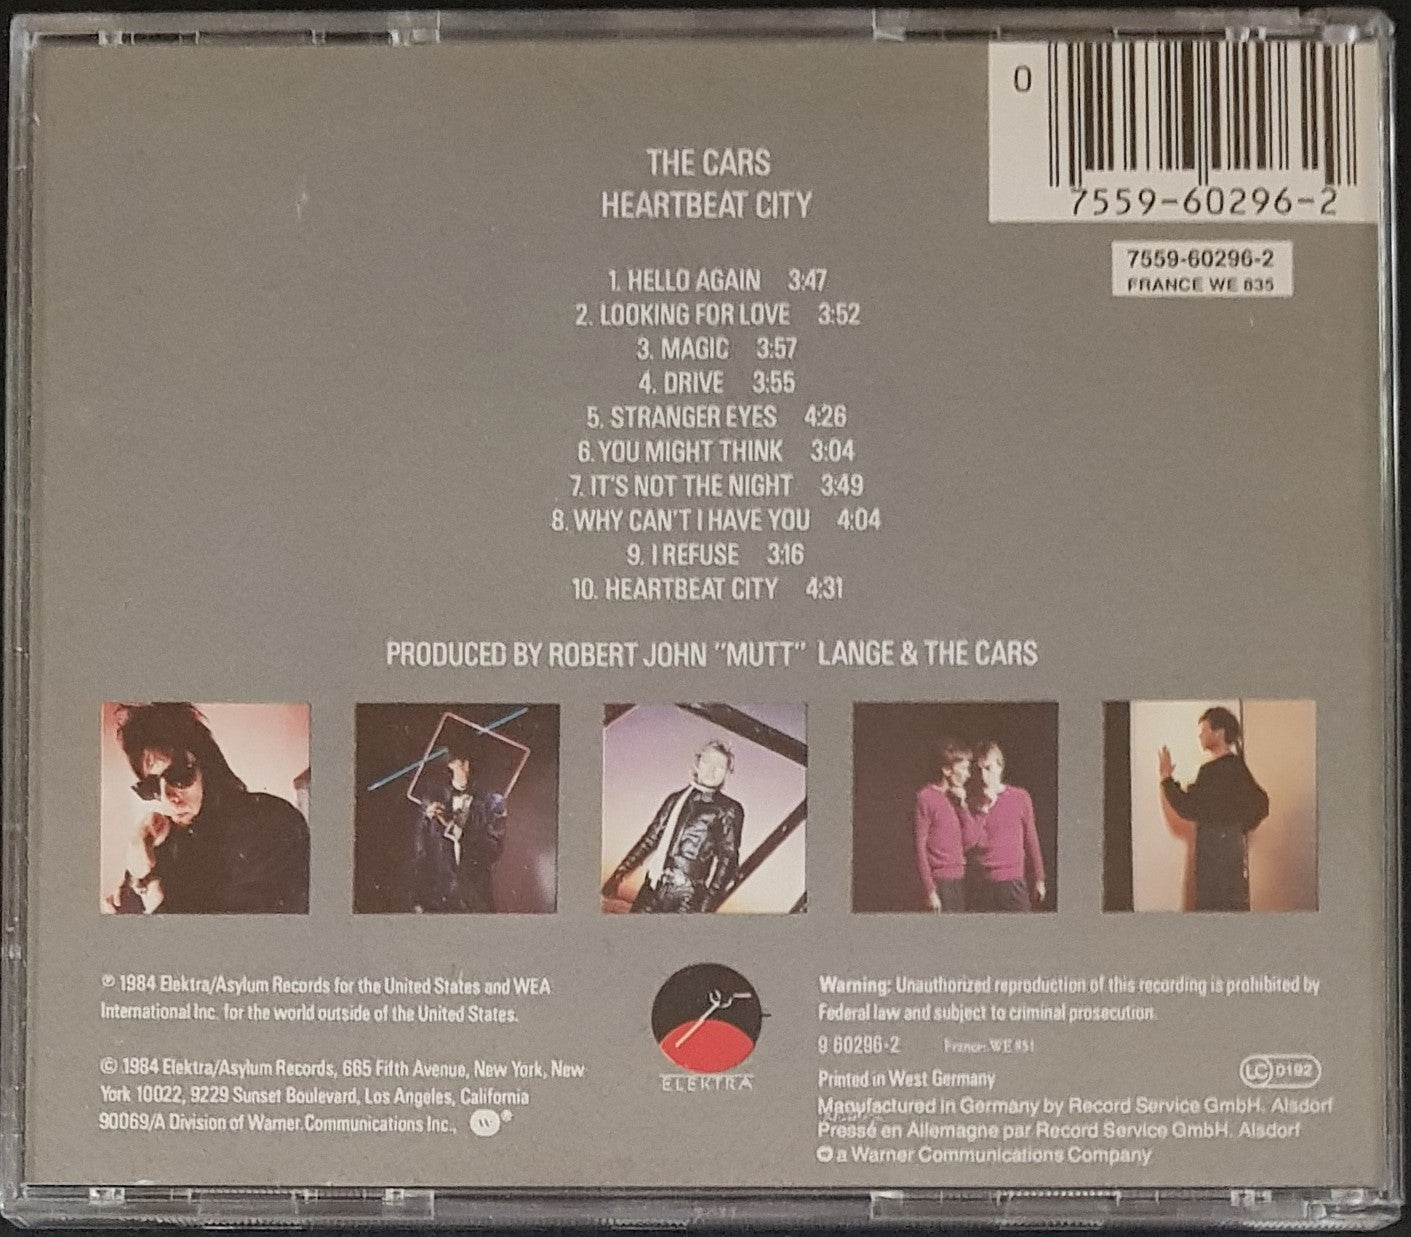 0
7559-60296-2
7559-60296-2
FRANCE WE 835
THE CARS
HEARTBEAT CITY
1. HELLO AGAIN 3:47
2. LOOKING FOR LOVE 3:52
3. MAGIC 3:57
4. DRIVE 3:55
5. STRANGER EYES 4:26
6. YOU MIGHT THINK 3:04
7. IT'S NOT THE NIGHT 3:49
8. WHY CAN'T I HAVE YOU 4:04
9. I REFUSE 3:16
10. HEARTBEAT CITY 4:31
PRODUCED BY ROBERT JOHN "MUTT" LANGE & THE CARS
℗ 1984 Elektra/Asylum Records for the United States and WEA
International Inc. for the world outside of the United States.
© 1984 Elektra/Asylum Records, 665 Fifth Avenue, New York, New
York 10022, 9229 Sunset Boulevard, Los Angeles, California
90069/A Division of Warner Communications Inc., ®
ELEKTRA
Warning: Unauthorized reproduction of this recording is prohibited by
Federal law and subject to criminal prosecution.
9 60296-2 France: WE 851
Printed in West Germany
LC 0192
Manufactured in Germany by Record Service GmbH, Alsdorf
Pressé en Allemagne par Record Service GmbH, Alsdorf
a Warner Communications Company